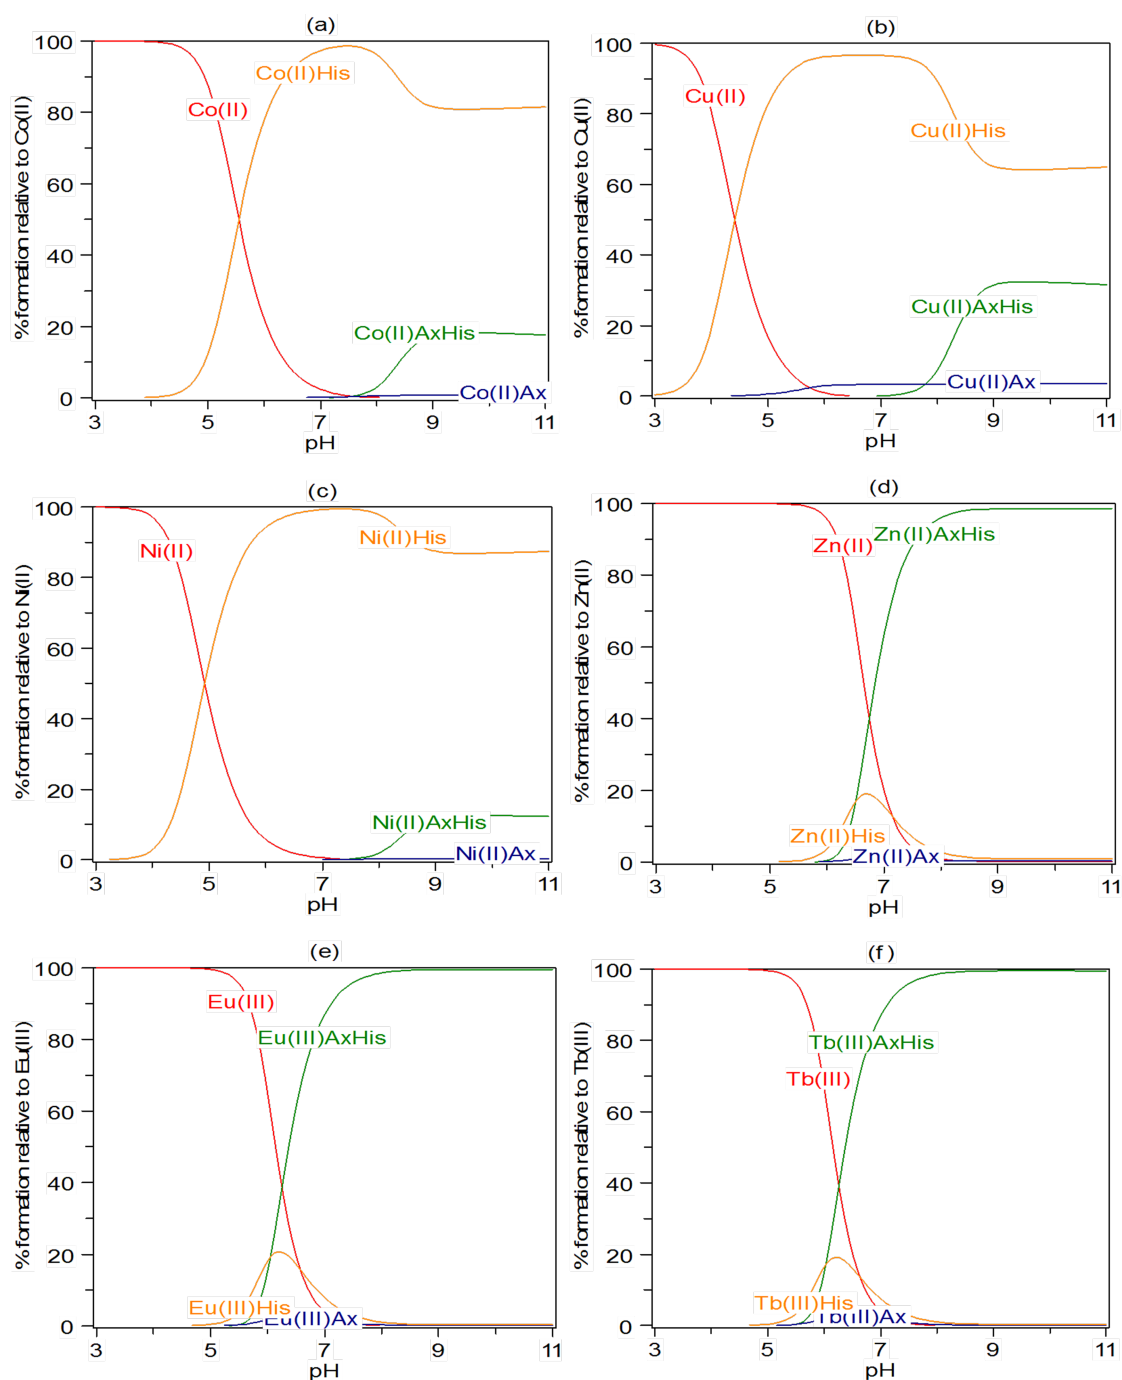 (a)
% formation relative to Co(II)
100
80
60
40
20
0
Co(II)His
Co(II)
Co(II)AxHis
Co(II)Ax
3 5 7 9 11
pH
(b)
% formation relative to Cu(II)
100
80
60
40
20
0
Cu(II)
Cu(II)His
Cu(II)AxHis
Cu(II)Ax
3 5 7 9 11
pH
(c)
% formation relative to Ni(II)
100
80
60
40
20
0
Ni(II)His
Ni(II)
Ni(II)AxHis
Ni(II)Ax
3 5 7 9 11
pH
(d)
% formation relative to Zn(II)
100
80
60
40
20
0
Zn(II)AxHis
Zn(II)
Zn(II)His
Zn(II)Ax
3 5 7 9 11
pH
(e)
% formation relative to Eu(III)
100
80
60
40
20
0
Eu(III)
Eu(III)AxHis
Eu(III)His
Eu(III)Ax
3 5 7 9 11
pH
(f)
% formation relative to Tb(III)
100
80
60
40
20
0
Tb(III)AxHis
Tb(III)
Tb(III)His
Tb(III)Ax
3 5 7 9 11
pH